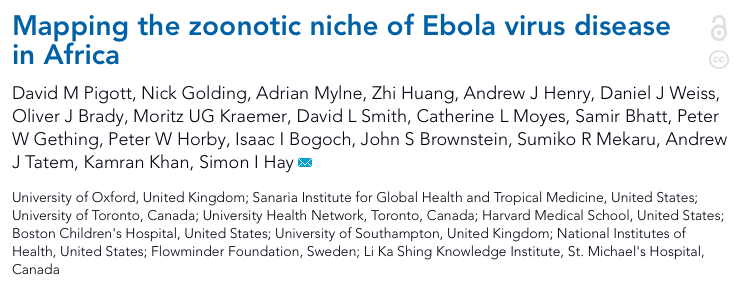 Mapping the zoonotic niche of Ebola virus disease
in Africa
David M Pigott, Nick Golding, Adrian Mylne, Zhi Huang, Andrew J Henry, Daniel J Weiss,
Oliver J Brady, Moritz UG Kraemer, David L Smith, Catherine L Moyes, Samir Bhatt, Peter
W Gething, Peter W Horby, Isaac I Bogoch, John S Brownstein, Sumiko R Mekaru, Andrew
J Tatem, Kamran Khan, Simon I Hay
University of Oxford, United Kingdom; Sanaria Institute for Global Health and Tropical Medicine, United States;
University of Toronto, Canada; University Health Network, Toronto, Canada; Harvard Medical School, United States;
Boston Children's Hospital, United States; University of Southampton, United Kingdom; National Institutes of
Health, United States; Flowminder Foundation, Sweden; Li Ka Shing Knowledge Institute, St. Michael's Hospital,
Canada
cc